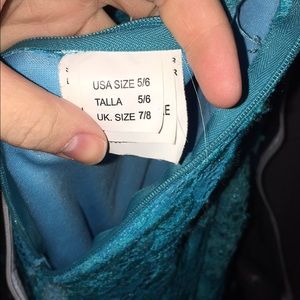 USA SIZE 5/6
TALLA 5/6
UK. SIZE 7/8
E